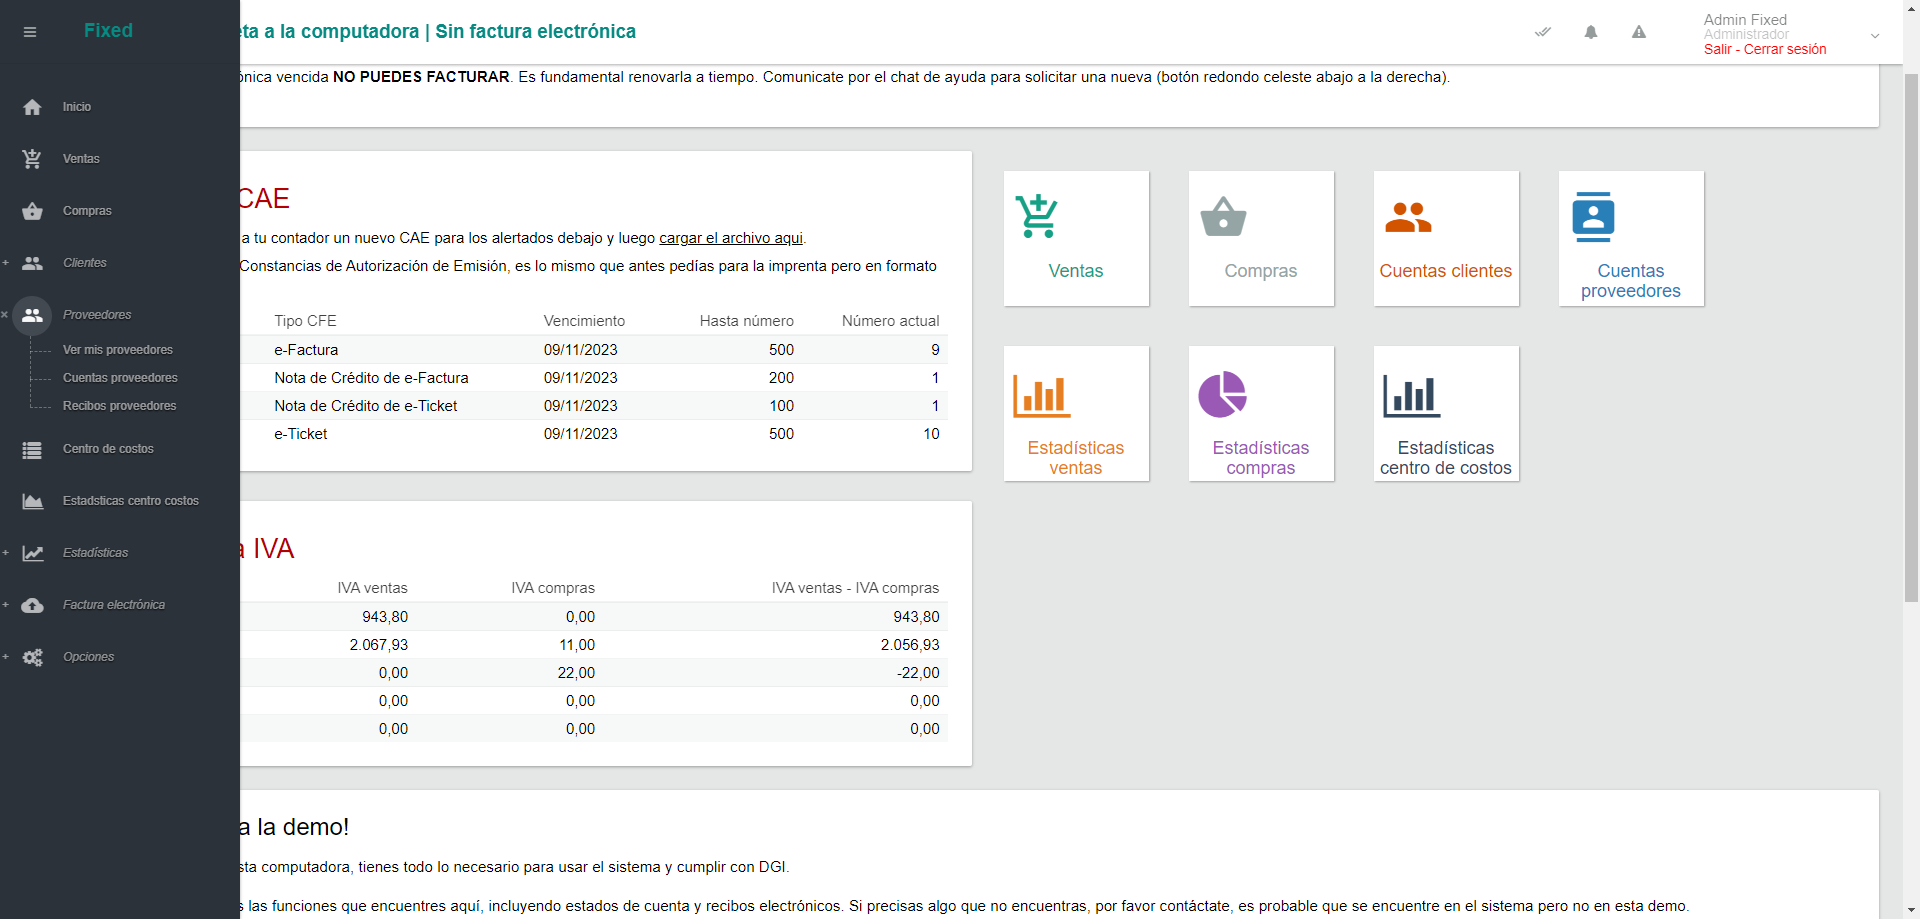 Fixed
eta a la computadora | Sin factura electrónica
Admin Fixed
Administrador
Salir - Cerrar sesión
ónica vencida NO PUEDES FACTURAR. Es fundamental renovarla a tiempo. Comunicate por el chat de ayuda para solicitar una nueva (botón redondo celeste abajo a la derecha).
Inicio
Ventas
Compras
+ Clientes
× Proveedores
Ver mis proveedores
Cuentas proveedores
Recibos proveedores
Centro de costos
Estadsticas centro costos
+ Estadísticas
+ Factura electrónica
+ Opciones
CAE
a tu contador un nuevo CAE para los alertados debajo y luego cargar el archivo aqui.
Constancias de Autorización de Emisión, es lo mismo que antes pedías para la imprenta pero en formato
Tipo CFE Vencimiento Hasta número Número actual
e-Factura 09/11/2023 500 9
Nota de Crédito de e-Factura 09/11/2023 200 1
Nota de Crédito de e-Ticket 09/11/2023 100 1
e-Ticket 09/11/2023 500 10
Ventas
Compras
Cuentas clientes
Cuentas
proveedores
Estadísticas
ventas
Estadísticas
compras
Estadísticas
centro de costos
a IVA
IVA ventas IVA compras IVA ventas - IVA compras
943,80 0,00 943,80
2.067,93 11,00 2.056,93
0,00 22,00 -22,00
0,00 0,00 0,00
0,00 0,00 0,00
a la demo!
sta computadora, tienes todo lo necesario para usar el sistema y cumplir con DGI.
s las funciones que encuentres aquí, incluyendo estados de cuenta y recibos electrónicos. Si precisas algo que no encuentras, por favor contáctate, es probable que se encuentre en el sistema pero no en esta demo.